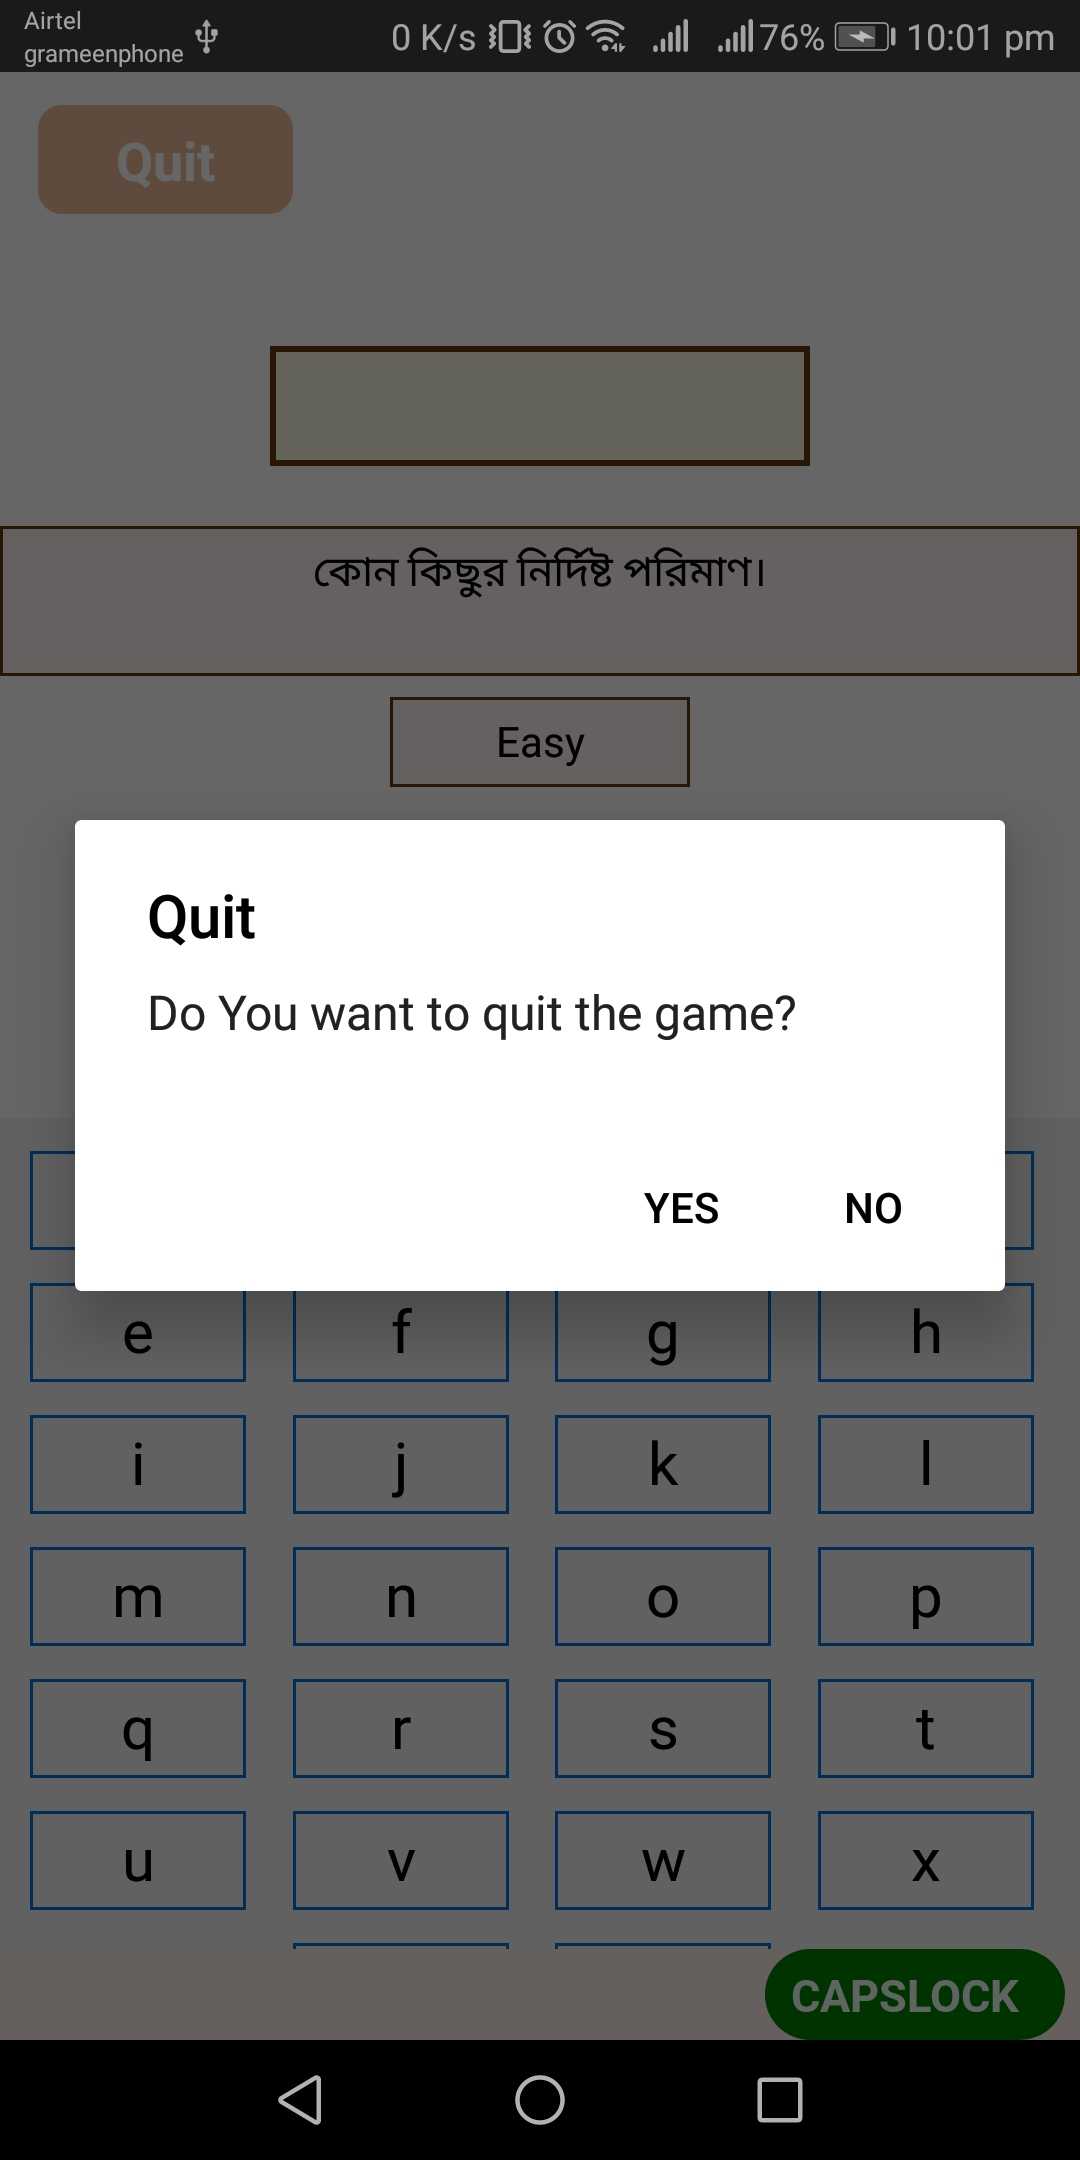 Airtel
grameenphone
0 K/s 76% 10:01 pm
Quit
কোন কিছুর নির্দিষ্ট পরিমাণ।
Easy
Quit
Do You want to quit the game?
YES NO
e f g h
i j k l
m n o p
q r s t
u v w x
CAPSLOCK